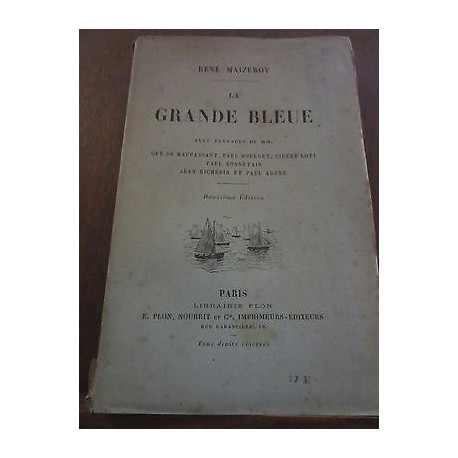 RENÉ MAIZEROY
LA
GRANDE BLEUE
AVEC PRÉFACES DE MM.
GUY DE MAUPASSANT, PAUL BOURGET, PIERRE LOTI
PAUL BONNETAIN
JEAN RICHEPIN ET PAUL ARÈNE
Deuxième Édition
PARIS
LIBRAIRIE PLON
E. PLON, NOURRIT ET Cie, IMPRIMEURS-ÉDITEURS
RUE GARANCIÈRE, 10
Tous droits réservés